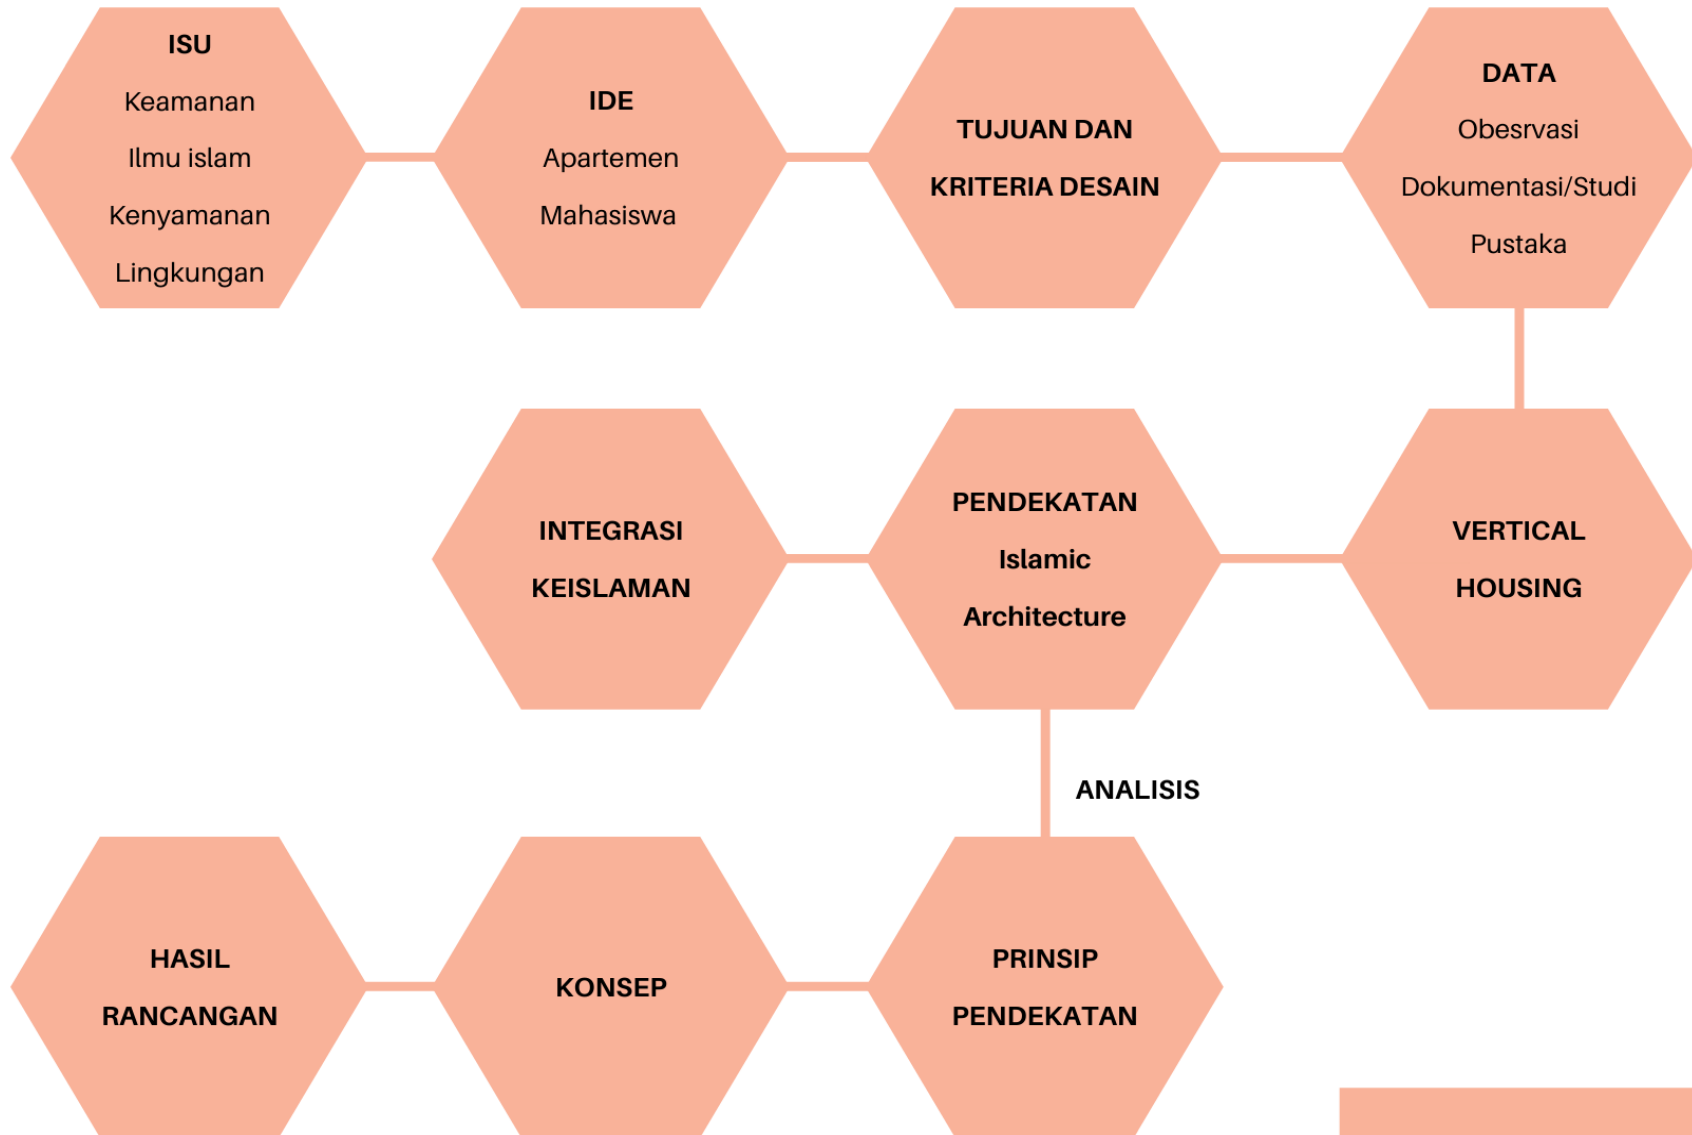 ISU
Keamanan
Ilmu islam
Kenyamanan
Lingkungan
IDE
Apartemen
Mahasiswa
TUJUAN DAN
KRITERIA DESAIN
DATA
Obesrvasi
Dokumentasi/Studi
Pustaka
INTEGRASI
KEISLAMAN
PENDEKATAN
Islamic
Architecture
VERTICAL
HOUSING
ANALISIS
HASIL
RANCANGAN
KONSEP
PRINSIP
PENDEKATAN